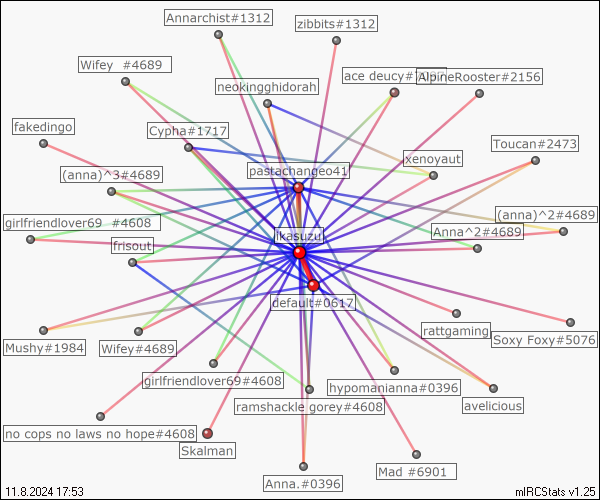 Annarchist#1312
zibbits#1312
Wifey  #4689
ace deucy#
AlpineRooster#2156
neokingghidorah
fakedingo
Cypha#1717
Toucan#2473
xenoyaut
pastachangeo41
(anna)^3#4689
girlfriendlover69  #4608
(anna)^2#4689
Anna^2#4689
ikasuzu
frisout
default#0617
rattgaming
Soxy Foxy#5076
Mushy#1984
Wifey#4689
girlfriendlover69#4608
hypomanianna#0396
ramshackle gorey#4608
avelicious
no cops no laws no hope#4608
Skalman
Mad #6901
Anna.#0396
11.8.2024 17:53
mIRCStats v1.25